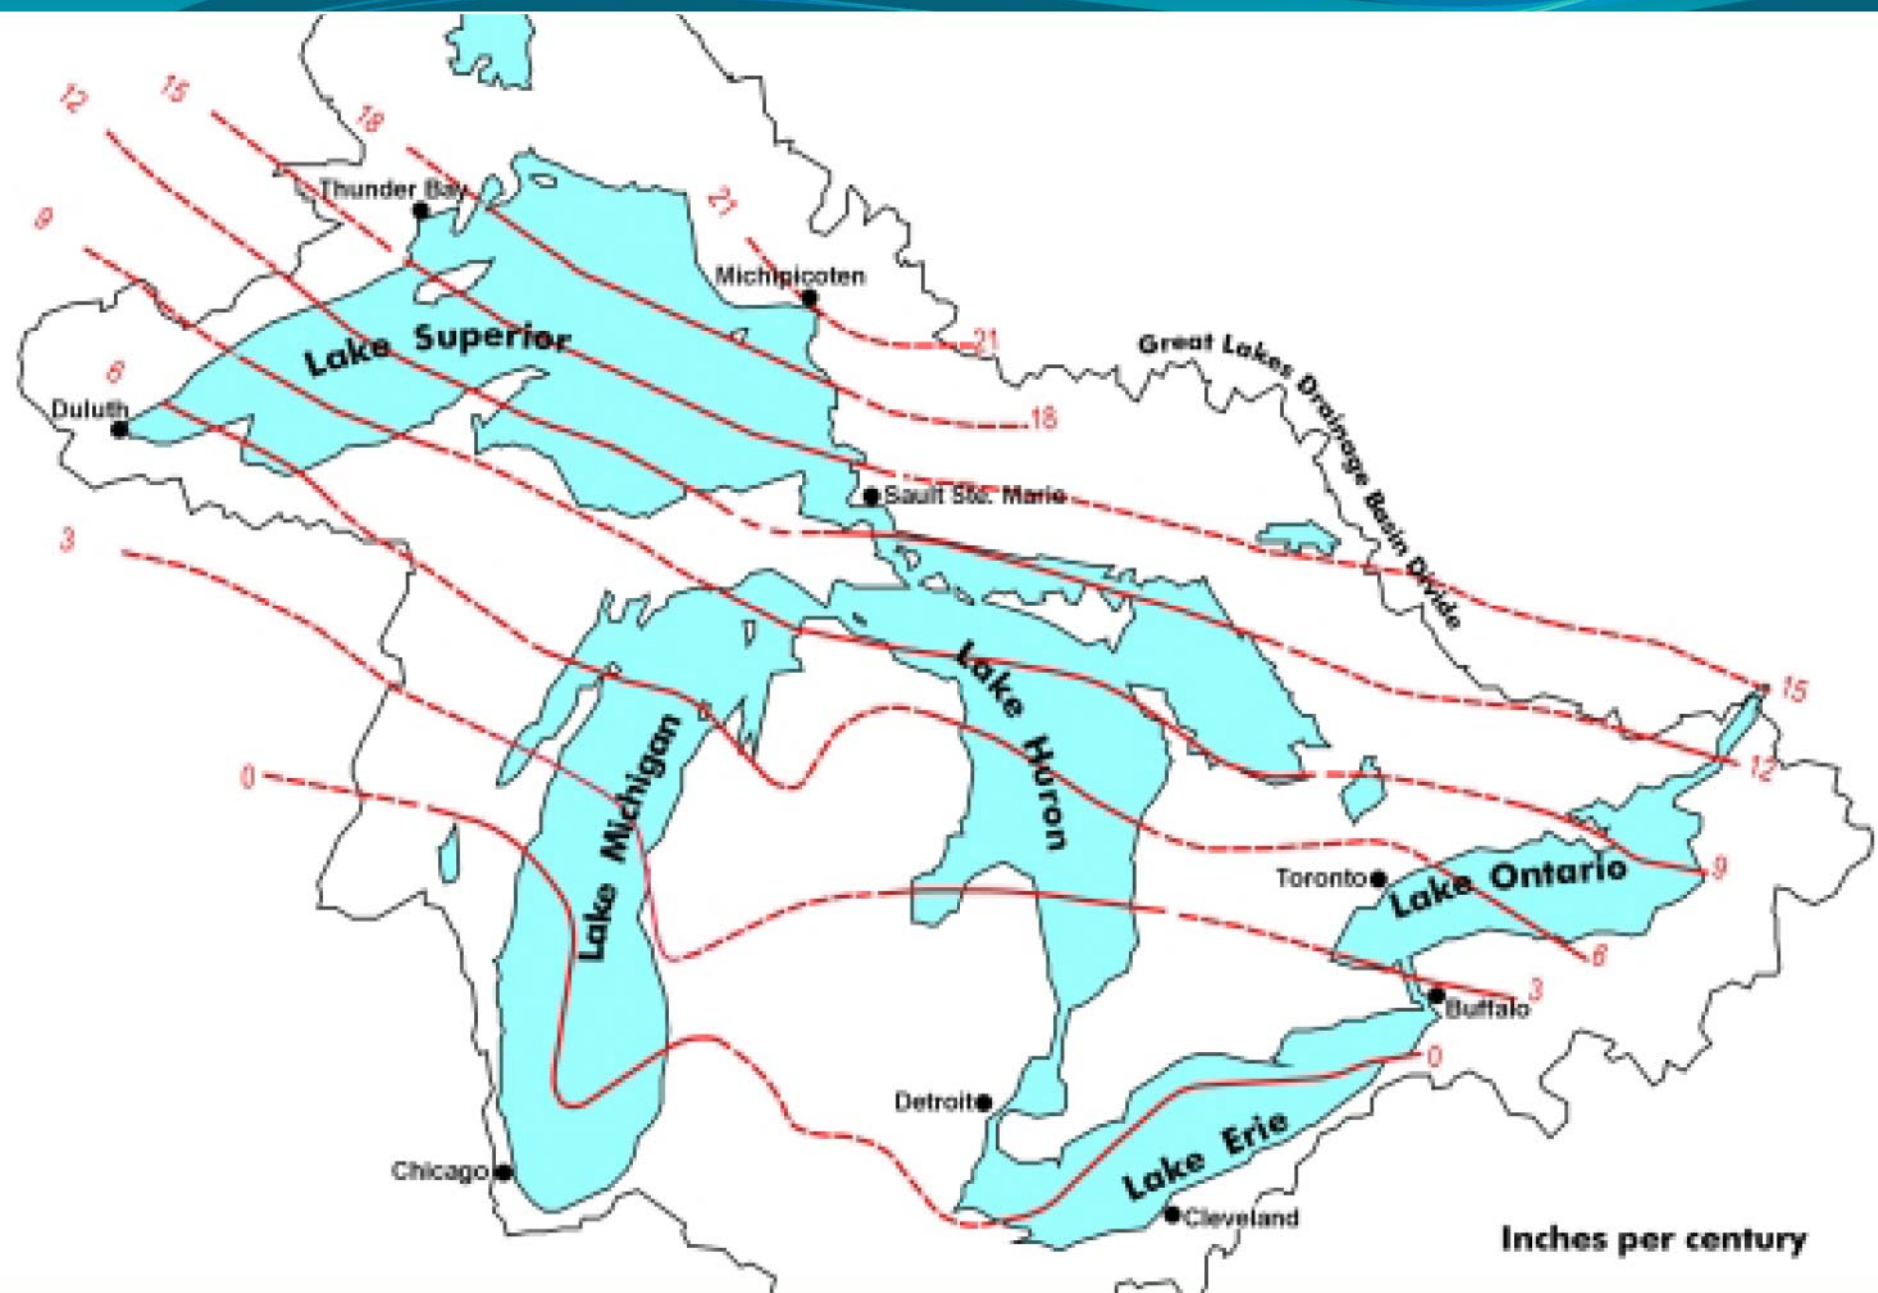 12
15
18
9
Thunder Bay
21
Michipicoten
21
Great Lakes Drainage Basin Divide
Lake Superior
6
Duluth
18
Sault Ste. Marie
3
15
Lake Huron
12
0
Lake Michigan
Toronto
Lake Ontario
9
6
3
Buffalo
0
Detroit
Lake Erie
Chicago
Cleveland
Inches per century